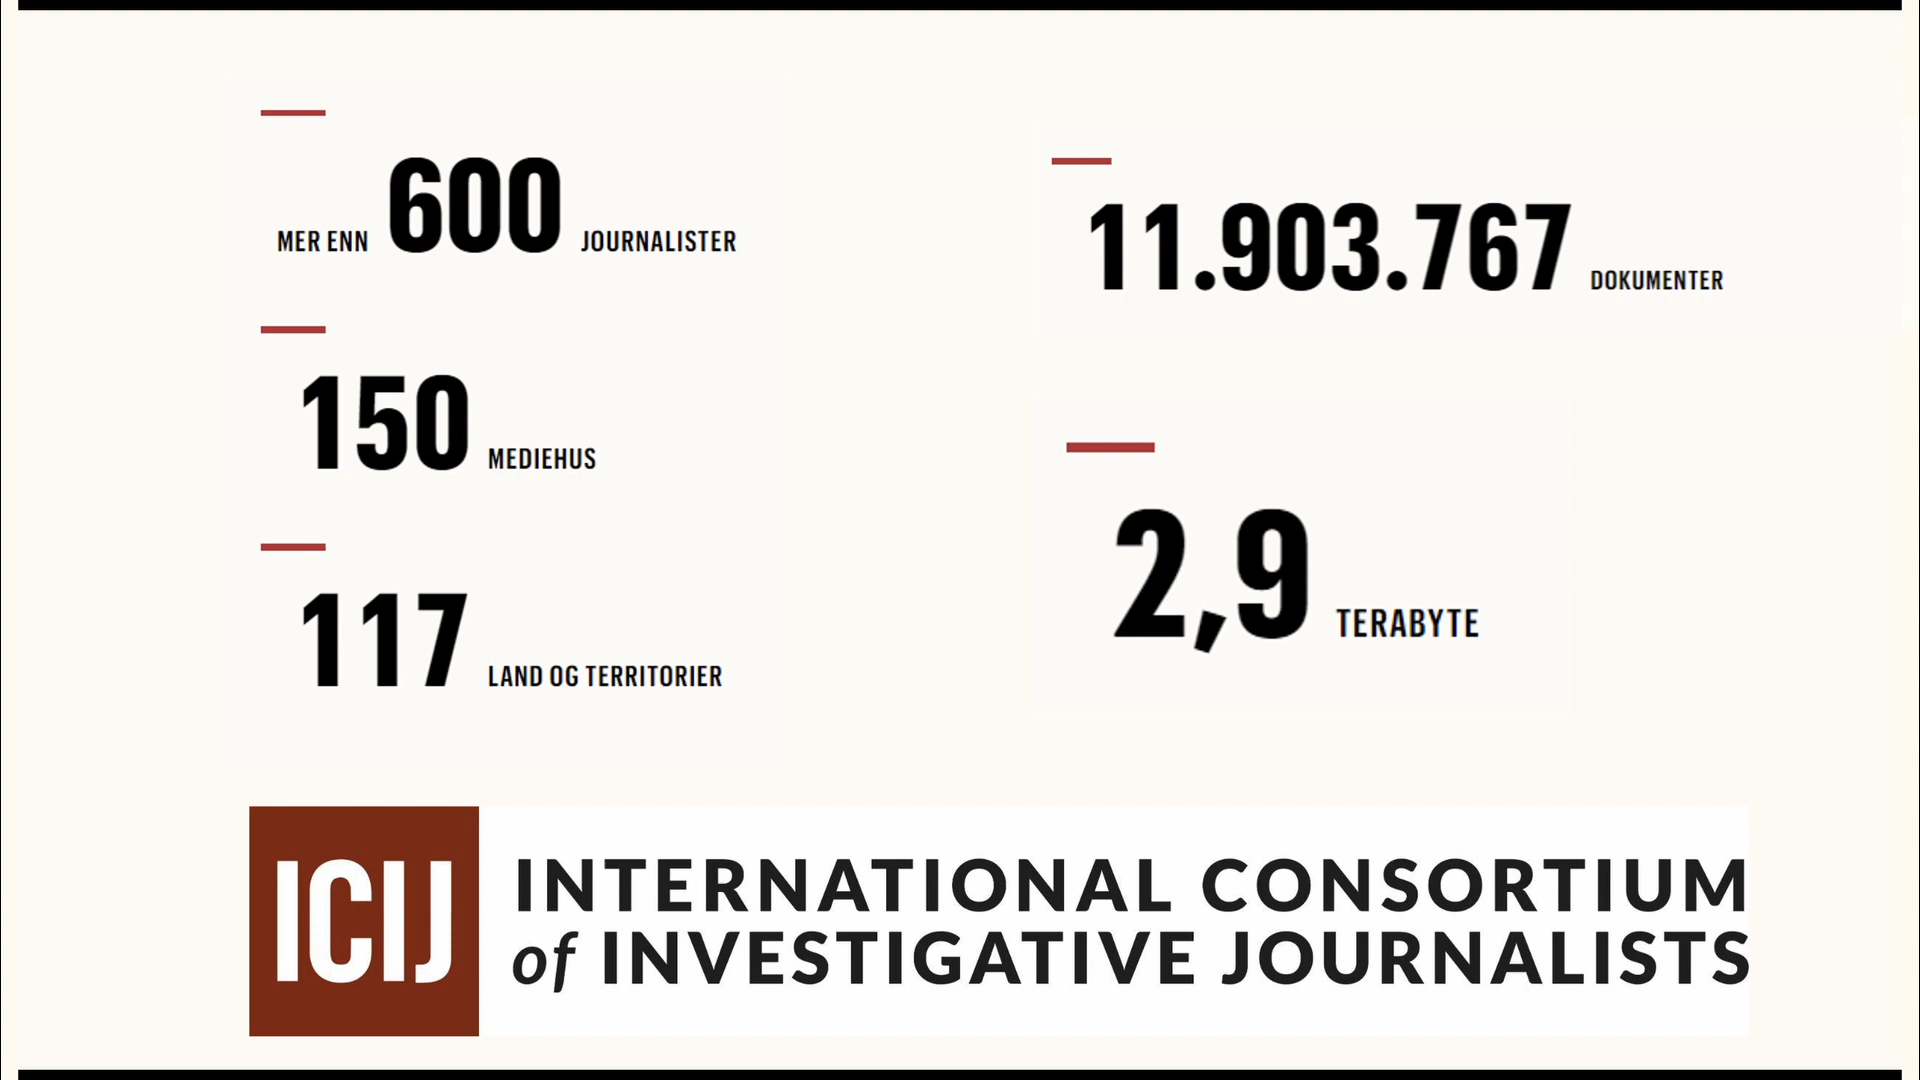 MER ENN 600 JOURNALISTER
150 MEDIEHUS
117 LAND OG TERRITORIER
11.903.767 DOKUMENTER
2,9 TERABYTE
ICIJ
INTERNATIONAL CONSORTIUM
of INVESTIGATIVE JOURNALISTS